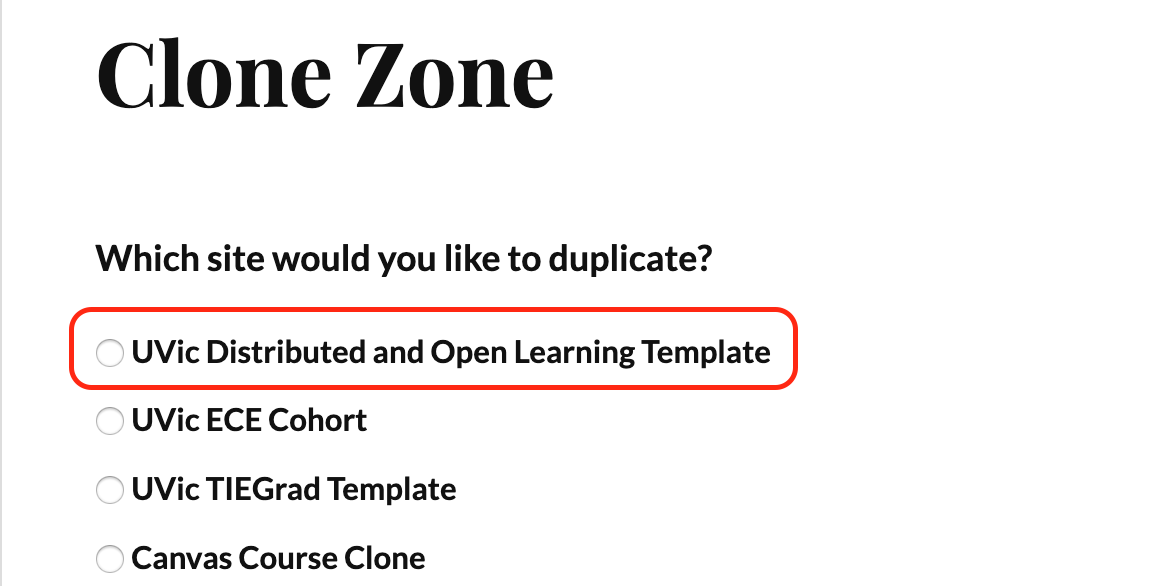 Clone Zone
Which site would you like to duplicate?
UVic Distributed and Open Learning Template
UVic ECE Cohort
UVic TIEGrad Template
Canvas Course Clone